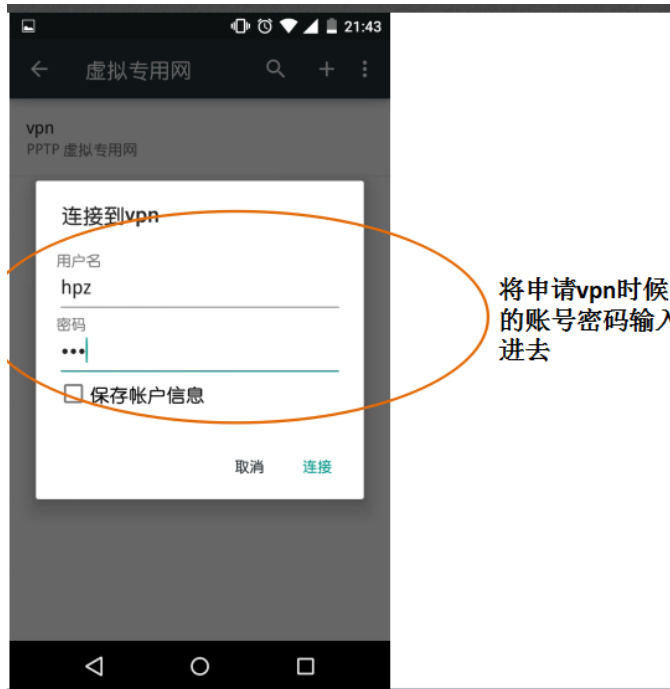 21:43
虚拟专用网
vpn
PPTP 虚拟专用网
连接到vpn
用户名
hpz
密码
•••
保存帐户信息
取消 连接
将申请vpn时候
的账号密码输入
进去